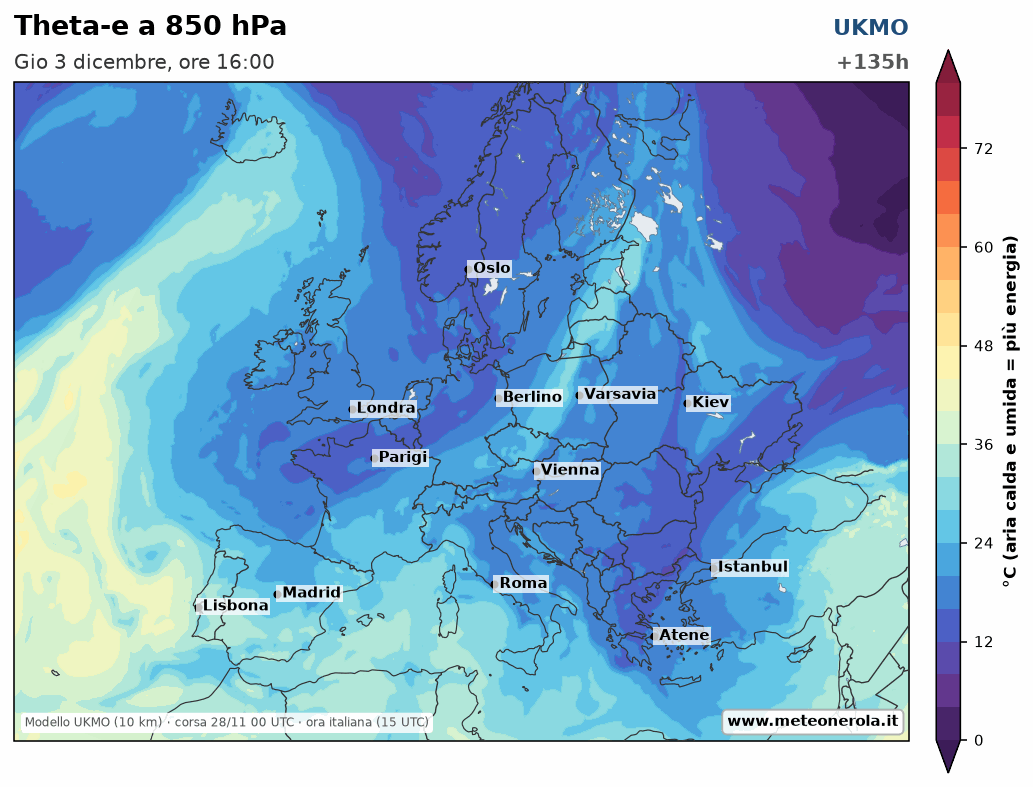 Theta-e a 850 hPa
UKMO
Gio 3 dicembre, ore 16:00
+135h
72
60
48
36
24
12
0
°C (aria calda e umida = più energia)
Oslo
Berlino
Varsavia
Kiev
Londra
Parigi
Vienna
Istanbul
Roma
Madrid
Lisbona
Atene
Modello UKMO (10 km) · corsa 28/11 00 UTC · ora italiana (15 UTC)
www.meteonerola.it